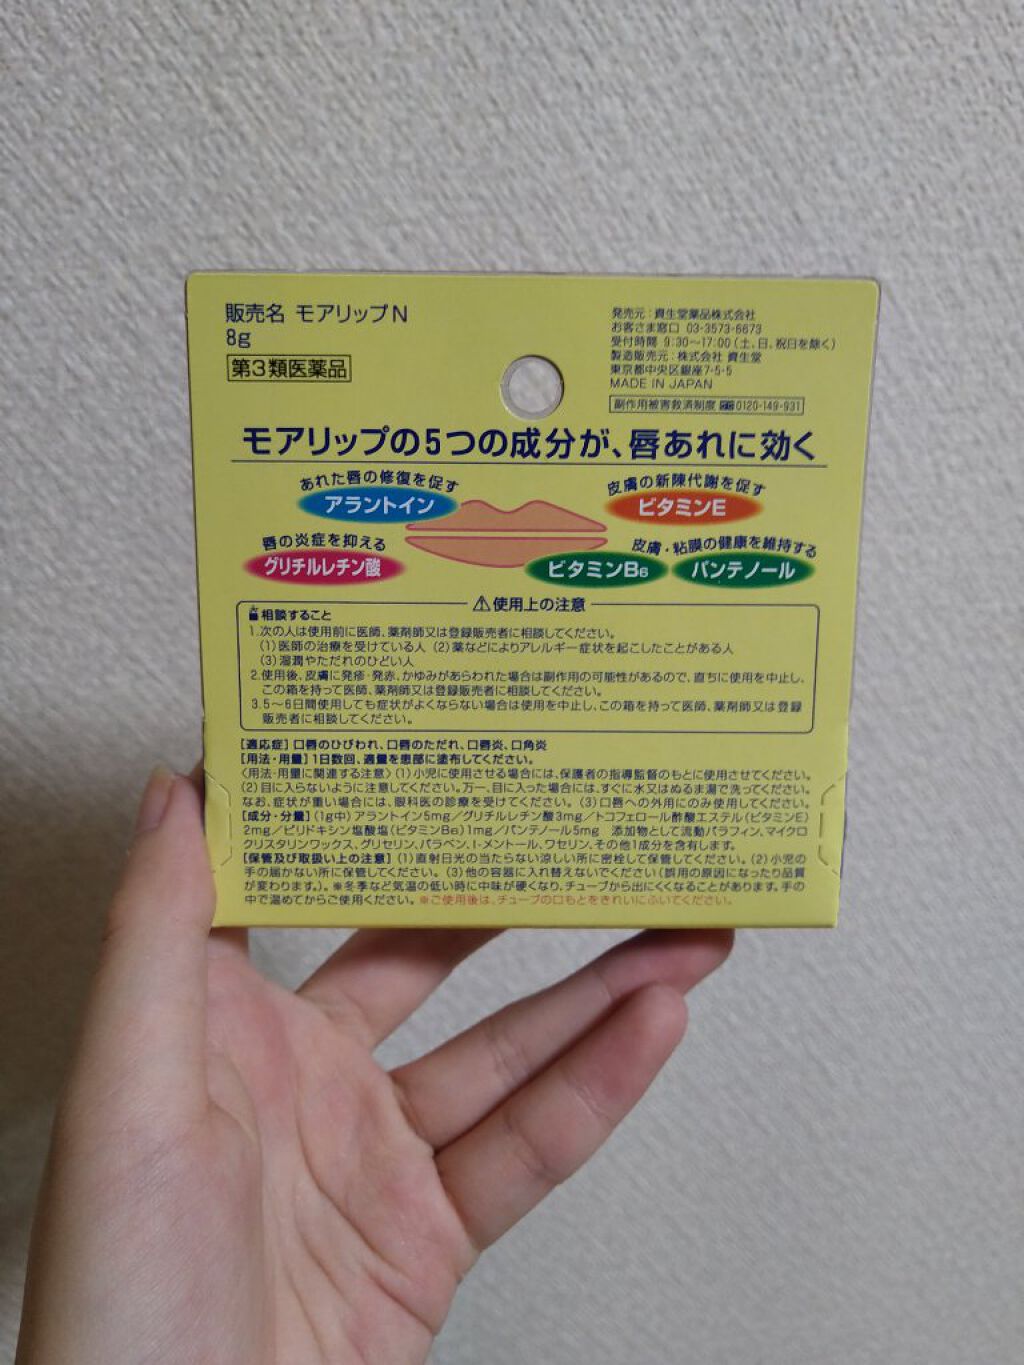 販売名 モアリップN
8g
第3類医薬品
発売元：資生堂薬品株式会社
お客さま窓口 03-3573-6673
受付時間 9:30〜17:00（土、日、祝日を除く）
製造販売元：株式会社 資生堂
東京都中央区銀座7-5-5
MADE IN JAPAN
副作用被害救済制度 0120-149-931
モアリップの5つの成分が、唇あれに効く
あれた唇の修復を促す
アラントイン
皮膚の新陳代謝を促す
ビタミンE
唇の炎症を抑える
グリチルレチン酸
皮膚・粘膜の健康を維持する
ビタミンB6
パンテノール
⚠使用上の注意
相談すること
1.次の人は使用前に医師、薬剤師又は登録販売者に相談してください。
（1）医師の治療を受けている人（2）薬などによりアレルギー症状を起こしたことがある人
（3）湿潤やただれのひどい人
2.使用後、皮膚に発疹・発赤、かゆみがあらわれた場合は副作用の可能性があるので、直ちに使用を中止し、
この箱を持って医師、薬剤師又は登録販売者に相談してください。
3.5〜6日間使用しても症状がよくならない場合は使用を中止し、この箱を持って医師、薬剤師又は登録
販売者に相談してください。
［適応症］口唇のひびわれ、口唇のただれ、口唇炎、口角炎
［用法・用量］1日数回、適量を患部に塗布してください。
〈用法・用量に関連する注意〉（1）小児に使用させる場合には、保護者の指導監督のもとに使用させてください。
（2）目に入らないように注意してください。万一、目に入った場合には、すぐに水又はぬるま湯で洗ってください。
なお、症状が重い場合には、眼科医の診療を受けてください。（3）口唇への外用にのみ使用してください。
［成分・分量］（1g中）アラントイン5mg／グリチルレチン酸3mg／トコフェロール酢酸エステル（ビタミンE）
2mg／ピリドキシン塩酸塩（ビタミンB6）1mg／パンテノール5mg 添加物として流動パラフィン、マイクロ
クリスタリンワックス、グリセリン、パラベン、l-メントール、ワセリン、その他1成分を含有します。
［保管及び取扱い上の注意］（1）直射日光の当たらない涼しい所に密栓して保管してください。（2）小児の
手の届かない所に保管してください。（3）他の容器に入れ替えないでください（誤用の原因になったり品質
が変わります。）。※冬季など気温の低い時に中味が硬くなり、チューブから出にくくなることがあります。手の
中で温めてからご使用ください。※ご使用後は、チューブの口もとをきれいにふいてください。